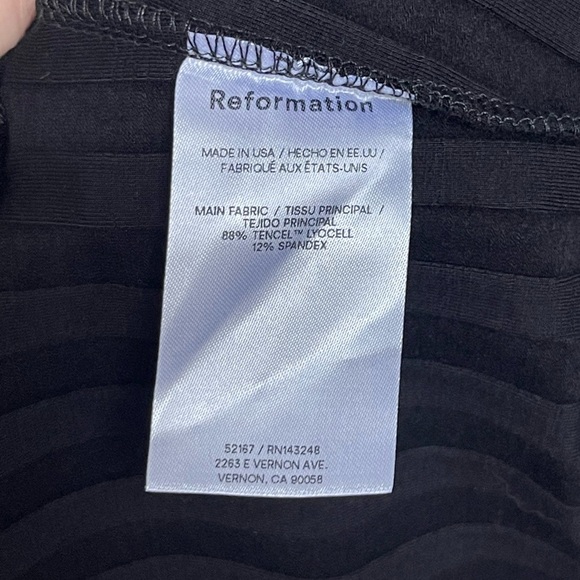 Reformation
MADE IN USA / HECHO EN EE.UU /
FABRIQUÉ AUX ÉTATS-UNIS
MAIN FABRIC / TISSU PRINCIPAL /
TEJIDO PRINCIPAL
88% TENCEL™ LYOCELL
12% SPANDEX
52167 / RN143248
2263 E VERNON AVE.
VERNON, CA 90058